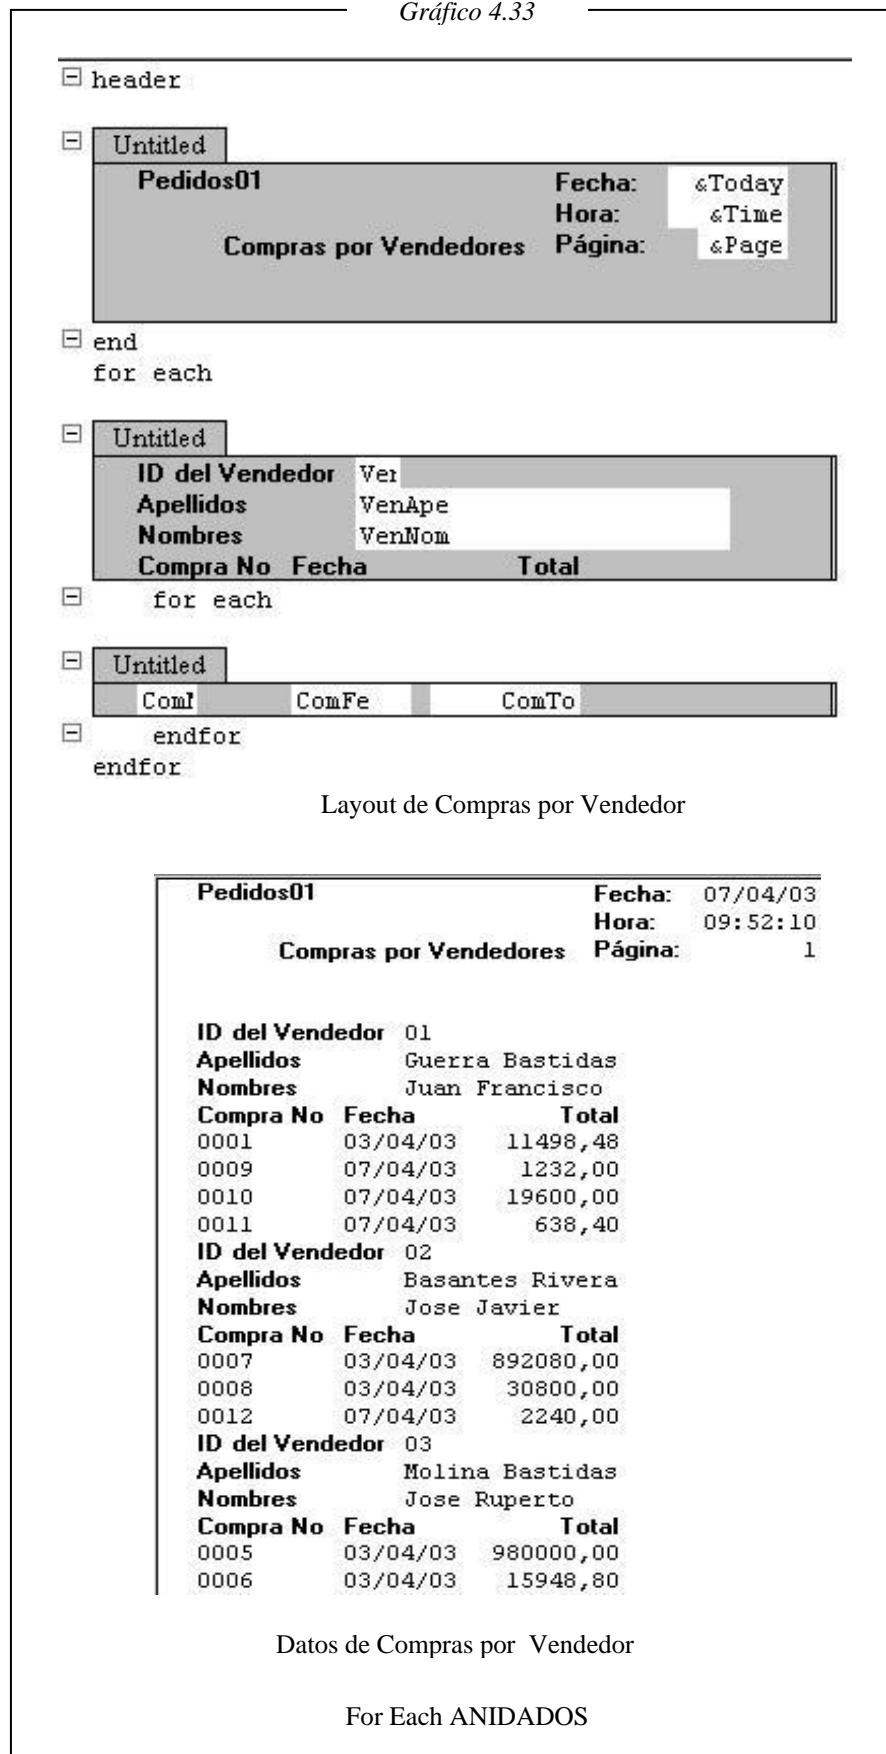 Gráfico 4.33
header
Untitled
Pedidos01 Fecha: &Today
Hora: &Time
Compras por Vendedores Página: &Page
end
for each
Untitled
ID del Vendedor Ver
Apellidos VenApe
Nombres VenNom
Compra No Fecha Total
for each
Untitled
ComN ComFe ComTo
endfor
endfor
Layout de Compras por Vendedor
Pedidos01 Fecha: 07/04/03
Hora: 09:52:10
Compras por Vendedores Página: 1
ID del Vendedor 01
Apellidos Guerra Bastidas
Nombres Juan Francisco
Compra No Fecha Total
0001 03/04/03 11498,48
0009 07/04/03 1232,00
0010 07/04/03 19600,00
0011 07/04/03 638,40
ID del Vendedor 02
Apellidos Basantes Rivera
Nombres Jose Javier
Compra No Fecha Total
0007 03/04/03 892080,00
0008 03/04/03 30800,00
0012 07/04/03 2240,00
ID del Vendedor 03
Apellidos Molina Bastidas
Nombres Jose Ruperto
Compra No Fecha Total
0005 03/04/03 980000,00
0006 03/04/03 15948,80
Datos de Compras por Vendedor
For Each ANIDADOS